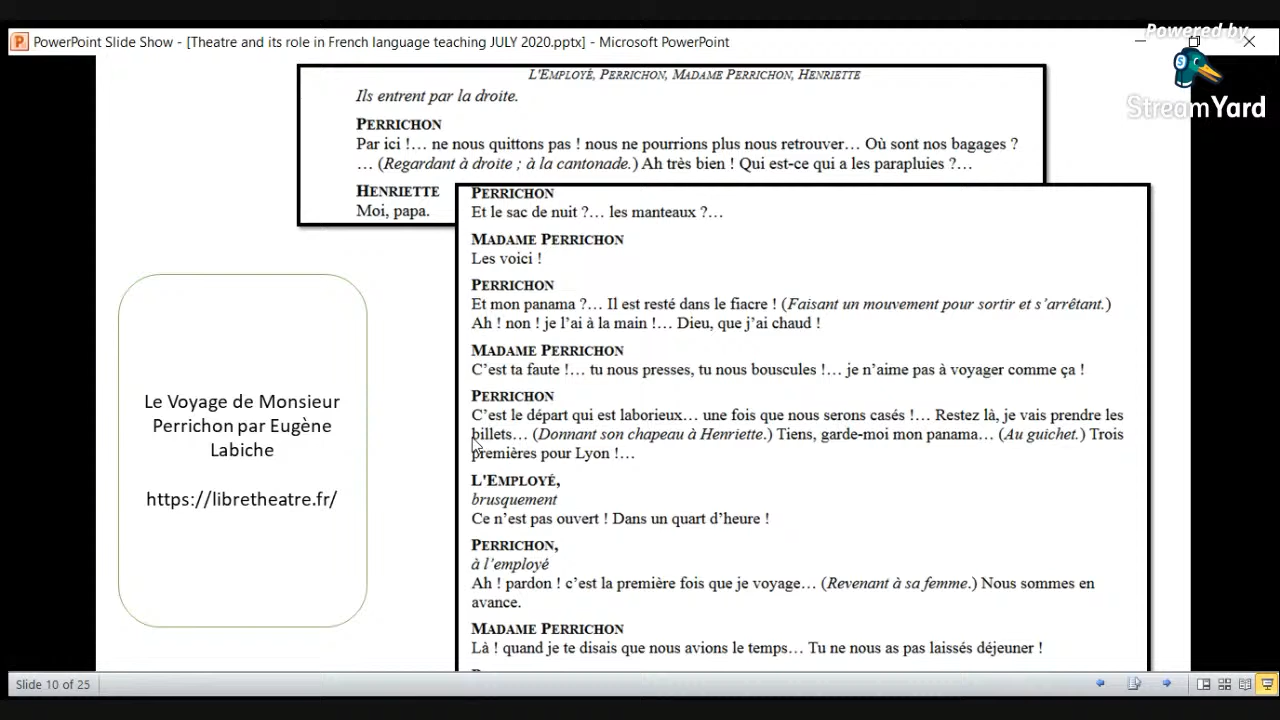 PowerPoint Slide Show - [Theatre and its role in French language teaching JULY 2020.pptx] - Microsoft PowerPoint
Powered by
StreamYard
L'EMPLOYÉ, PERRICHON, MADAME PERRICHON, HENRIETTE
Ils entrent par la droite.
PERRICHON
Par ici !… ne nous quittons pas ! nous ne pourrions plus nous retrouver… Où sont nos bagages ?
… (Regardant à droite ; à la cantonade.) Ah très bien ! Qui est-ce qui a les parapluies ?…
HENRIETTE
Moi, papa.
PERRICHON
Et le sac de nuit ?… les manteaux ?…
MADAME PERRICHON
Les voici !
PERRICHON
Et mon panama ?… Il est resté dans le fiacre ! (Faisant un mouvement pour sortir et s’arrêtant.)
Ah ! non ! je l’ai à la main !… Dieu, que j’ai chaud !
MADAME PERRICHON
C’est ta faute !… tu nous presses, tu nous bouscules !… je n’aime pas à voyager comme ça !
PERRICHON
C’est le départ qui est laborieux… une fois que nous serons casés !… Restez là, je vais prendre les
billets… (Donnant son chapeau à Henriette.) Tiens, garde-moi mon panama… (Au guichet.) Trois
premières pour Lyon !…
L'EMPLOYÉ,
brusquement
Ce n’est pas ouvert ! Dans un quart d’heure !
PERRICHON,
à l’employé
Ah ! pardon ! c’est la première fois que je voyage… (Revenant à sa femme.) Nous sommes en
avance.
MADAME PERRICHON
Là ! quand je te disais que nous avions le temps… Tu ne nous as pas laissés déjeuner !
Le Voyage de Monsieur
Perrichon par Eugène
Labiche
https://libretheatre.fr/
Slide 10 of 25